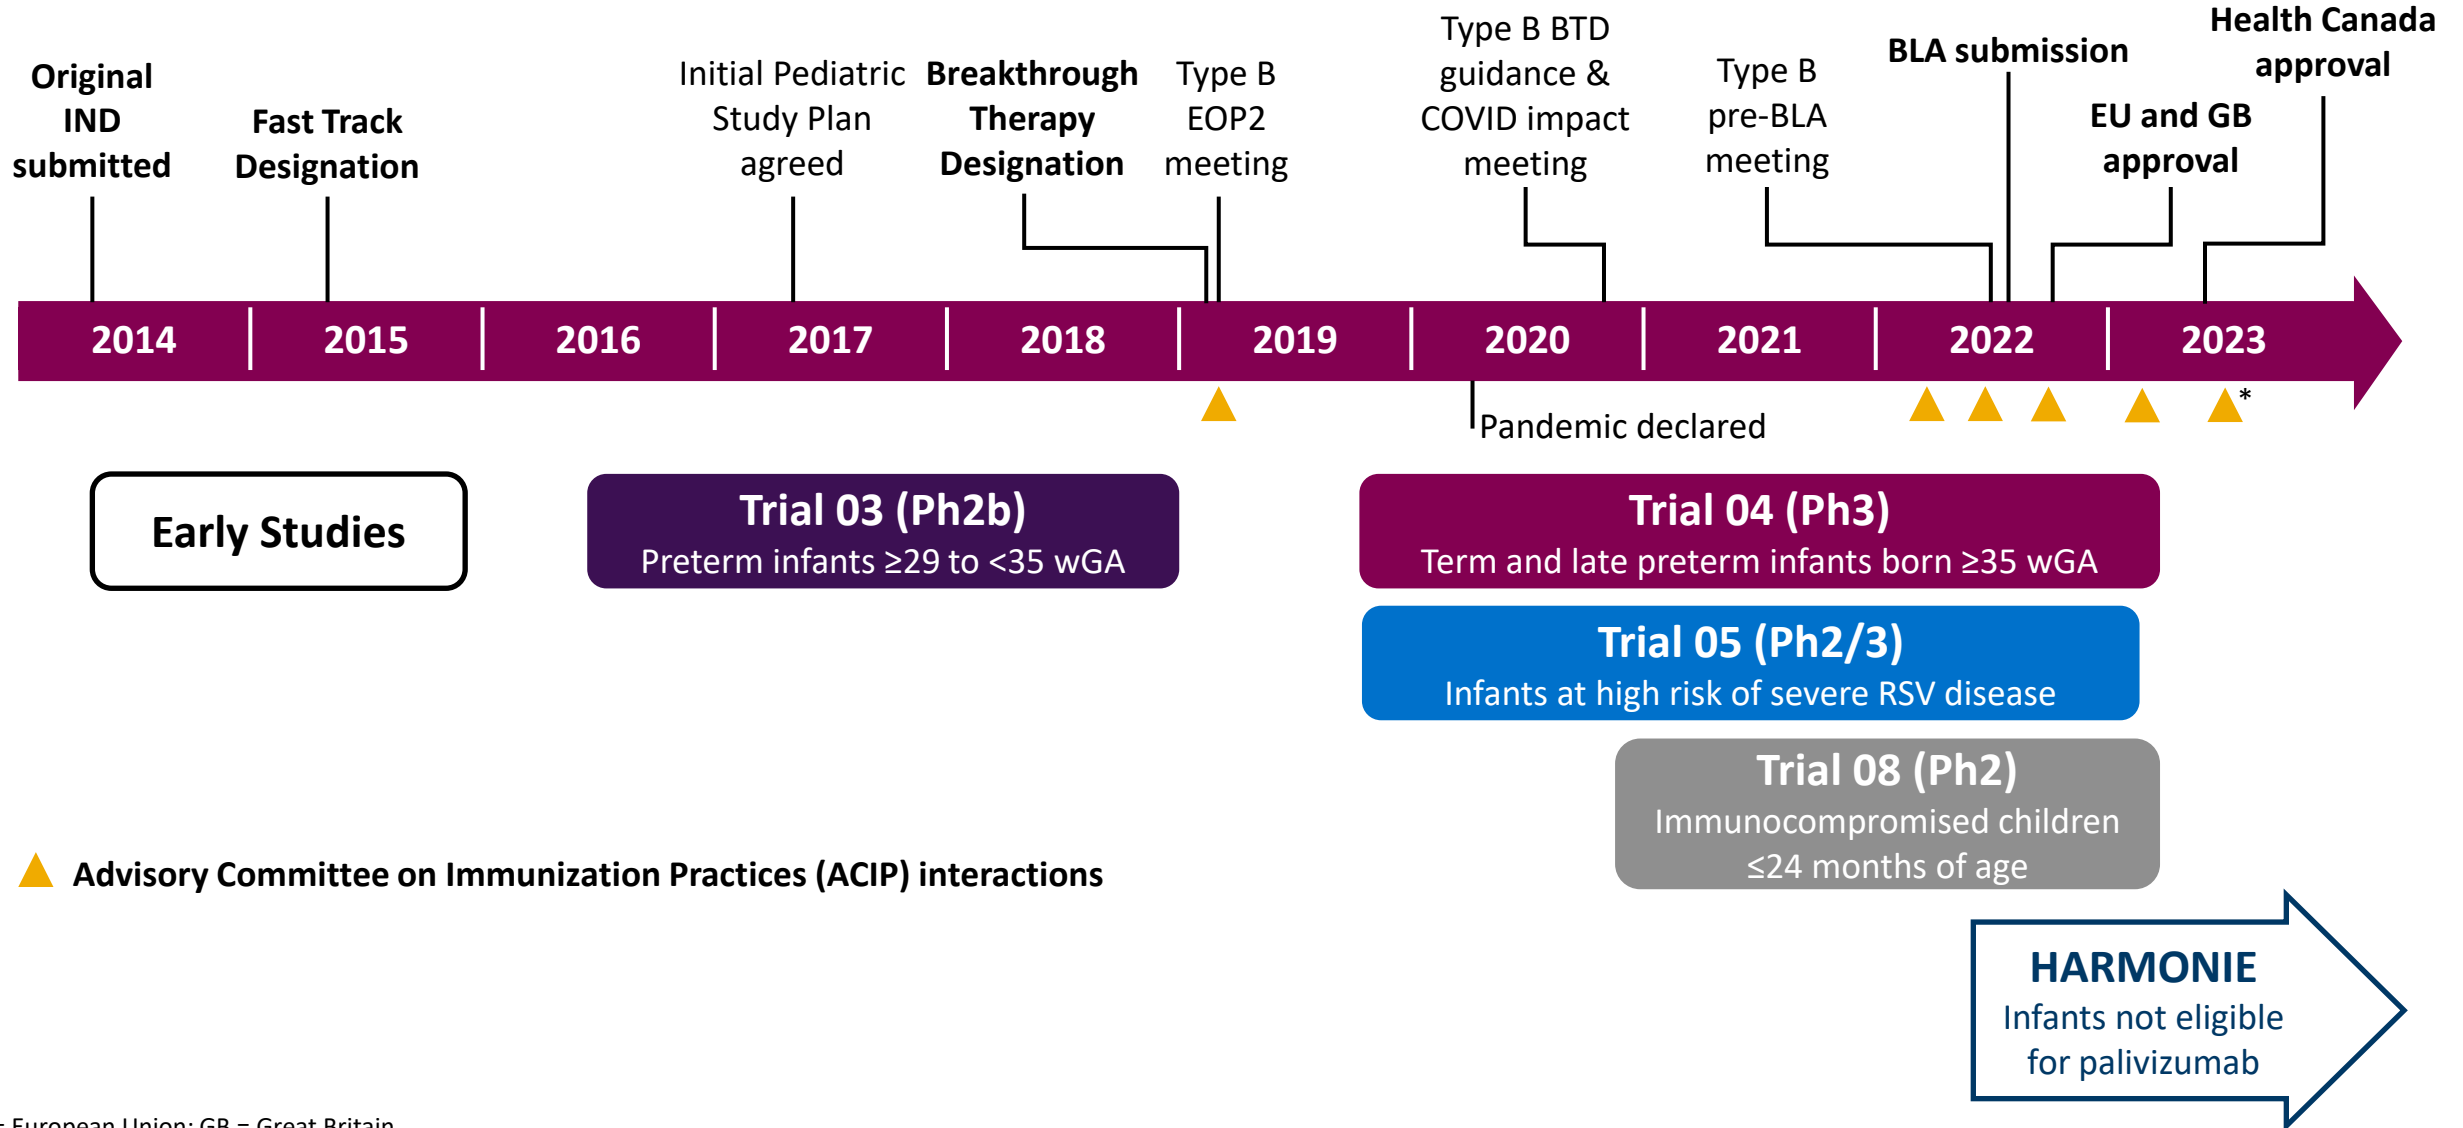 Original
IND
submitted
Fast Track
Designation
Initial Pediatric
Study Plan
agreed
Breakthrough
Therapy
Designation
Type B
EOP2
meeting
Type B BTD
guidance &
COVID impact
meeting
Type B
pre-BLA
meeting
BLA submission
EU and GB
approval
Health Canada
approval
2014
2015
2016
2017
2018
2019
2020
2021
2022
2023
*
Pandemic declared
Early Studies
Trial 03 (Ph2b)
Preterm infants ≥29 to <35 wGA
Trial 04 (Ph3)
Term and late preterm infants born ≥35 wGA
Trial 05 (Ph2/3)
Infants at high risk of severe RSV disease
Trial 08 (Ph2)
Immunocompromised children
≤24 months of age
Advisory Committee on Immunization Practices (ACIP) interactions
HARMONIE
Infants not eligible
for palivizumab
= European Union; GB = Great Britain